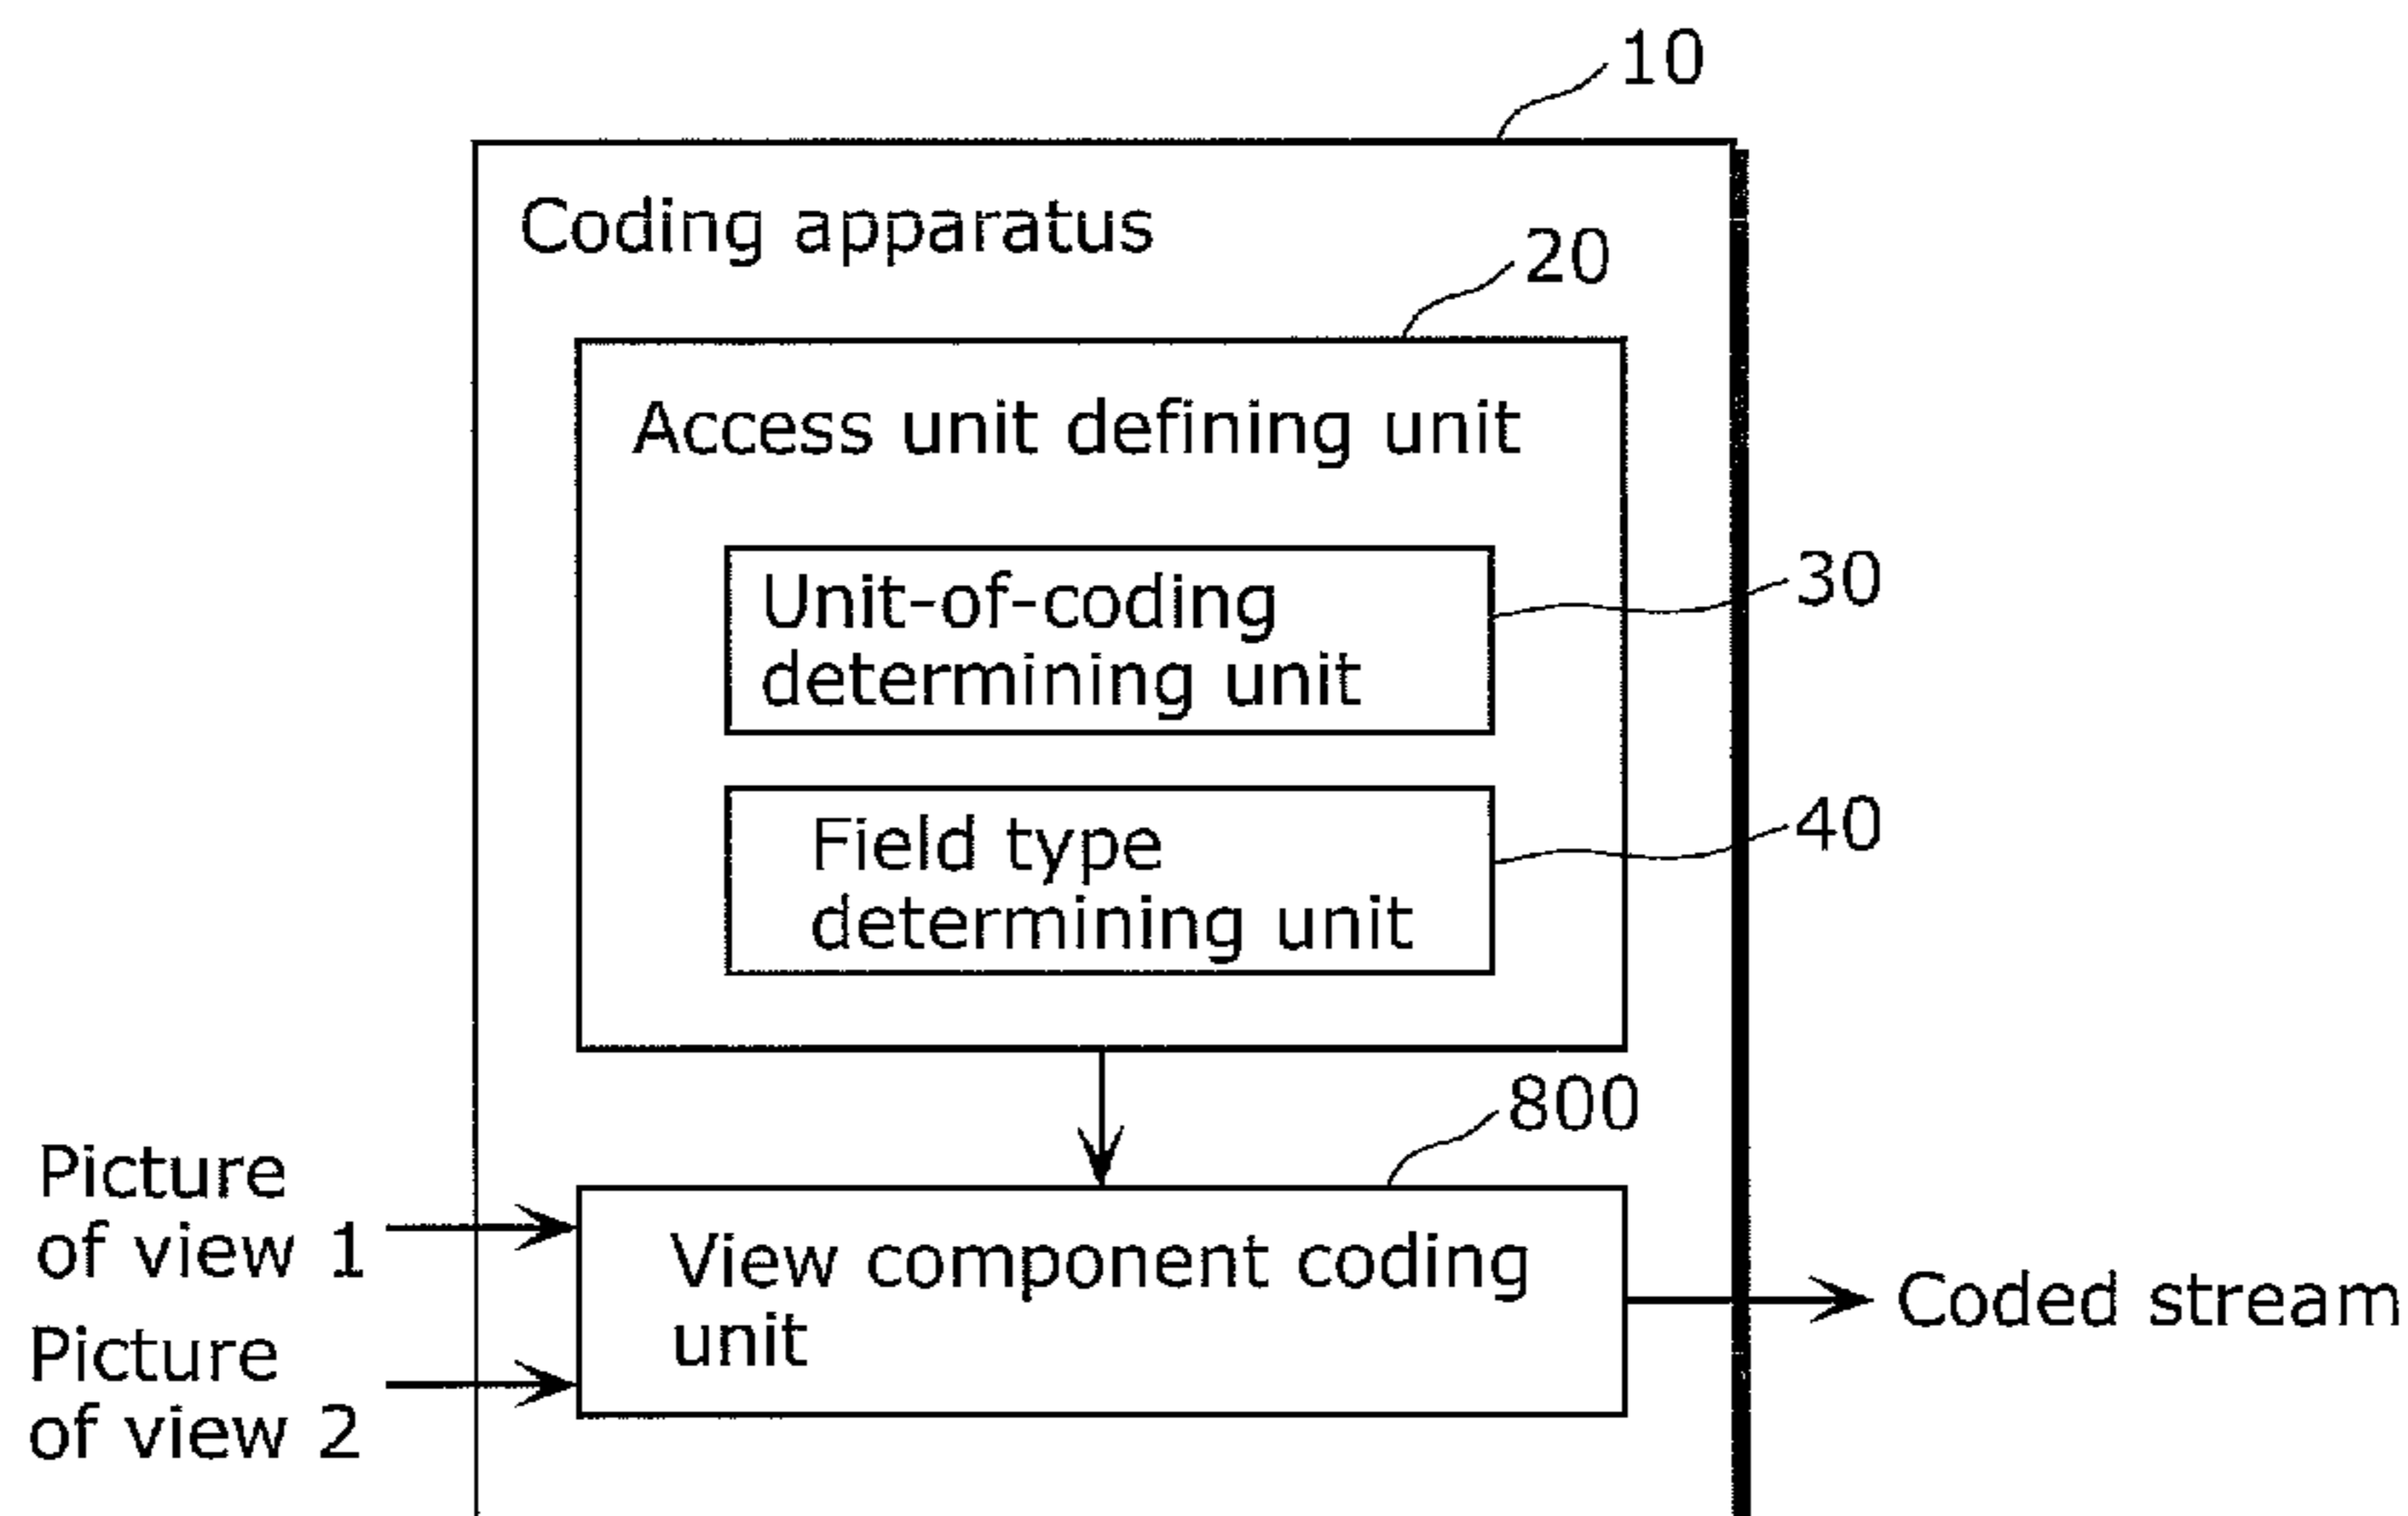 10
Coding apparatus
20
Access unit defining unit
Unit-of-coding
determining unit
30
Field type
determining unit
40
800
Picture
of view 1
Picture
of view 2
View component coding
unit
Coded stream